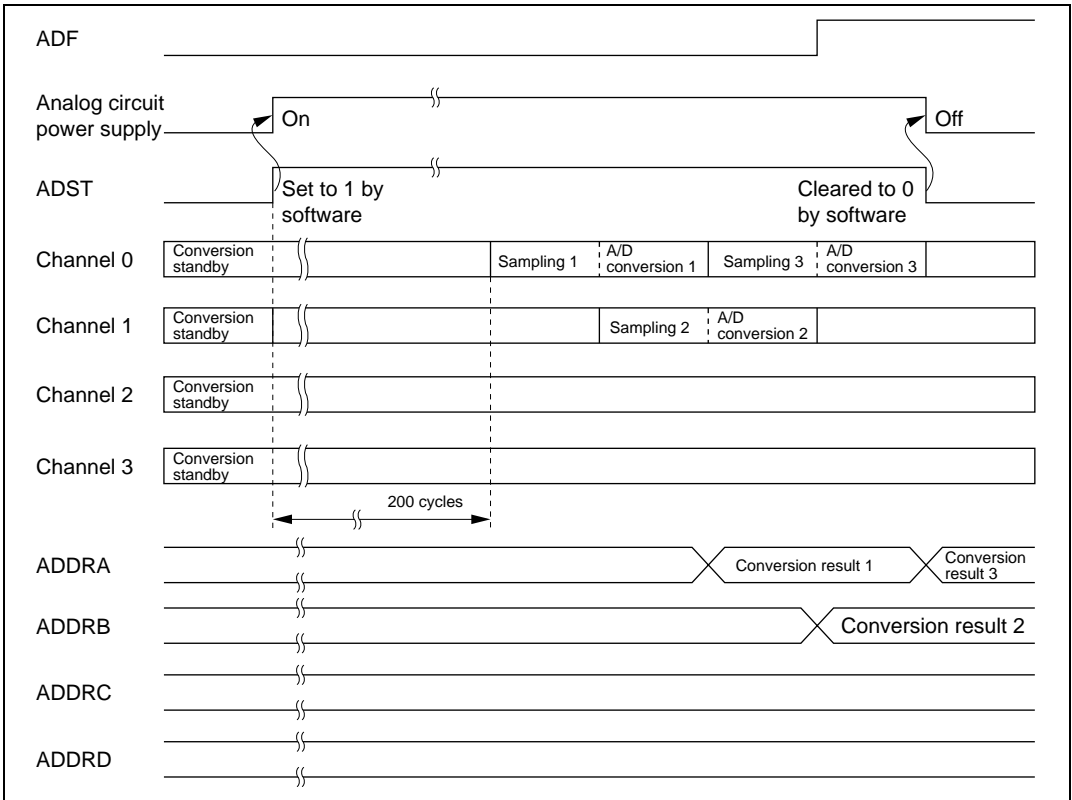 ADF
Analog circuit
power supply
On
Off
ADST
Set to 1 by
software
Cleared to 0
by software
Channel 0
Conversion
standby
Sampling 1
A/D
conversion 1
Sampling 3
A/D
conversion 3
Channel 1
Conversion
standby
Sampling 2
A/D
conversion 2
Channel 2
Conversion
standby
Channel 3
Conversion
standby
200 cycles
ADDRA
Conversion result 1
Conversion
result 3
ADDRB
Conversion result 2
ADDRC
ADDRD